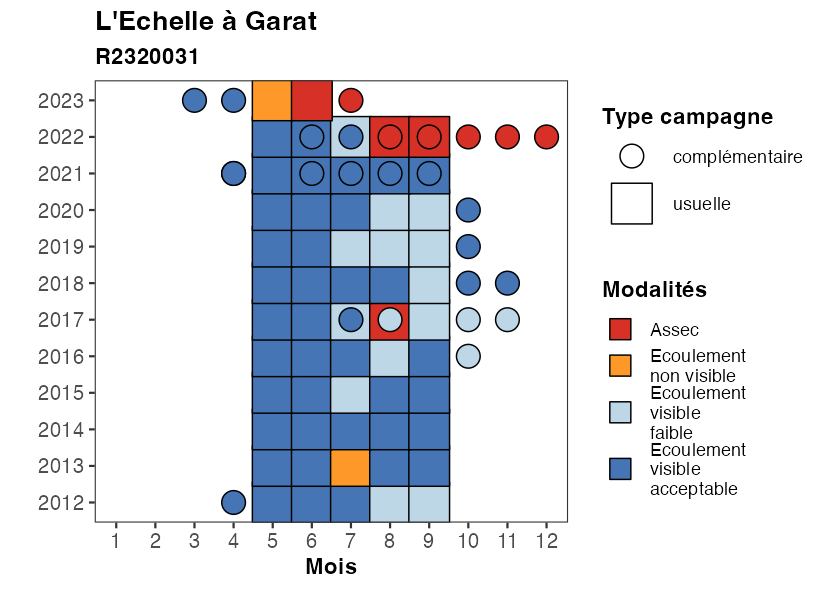 L'Echelle à Garat
R2320031
2023
2022
2021
2020
2019
2018
2017
2016
2015
2014
2013
2012
1 2 3 4 5 6 7 8 9 10 11 12
Mois
Type campagne
complémentaire
usuelle
Modalités
Assec
Ecoulement
non visible
Ecoulement
visible
faible
Ecoulement
visible
acceptable